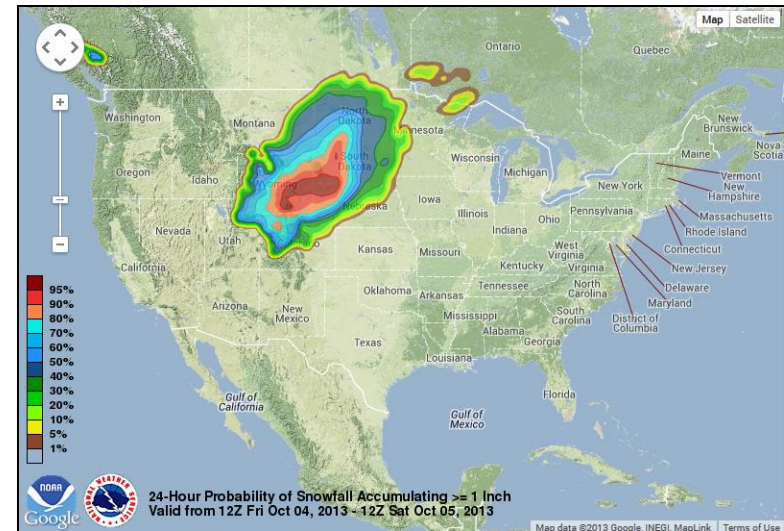 Map
Satellite
Ontario
Quebec
Washington
Montana
North
Dakota
Minnesota
New
Brunswick
Nova
Scotia
Maine
Oregon
Idaho
Wyoming
South
Dakota
Wisconsin
Michigan
New York
Vermont
New
Hampshire
Massachusetts
Rhode Island
Connecticut
Nebraska
Iowa
Illinois
Indiana
Ohio
Pennsylvania
New Jersey
Nevada
Utah
Kansas
Missouri
West
Virginia
Kentucky
Virginia
Delaware
Maryland
District of
Columbia
California
Arizona
New
Mexico
Oklahoma
Arkansas
Tennessee
North
Carolina
South
Carolina
Mississippi
Alabama
Georgia
Texas
Louisiana
Florida
Gulf of
California
Gulf of
Mexico
95%
90%
80%
70%
60%
50%
40%
30%
20%
10%
5%
1%
NOAA
Google
NATIONAL WEATHER SERVICE
24-Hour Probability of Snowfall Accumulating >= 1 Inch
Valid from 12Z Fri Oct 04, 2013 - 12Z Sat Oct 05, 2013
Map data ©2013 Google, INEGI, MapLink
Terms of Use